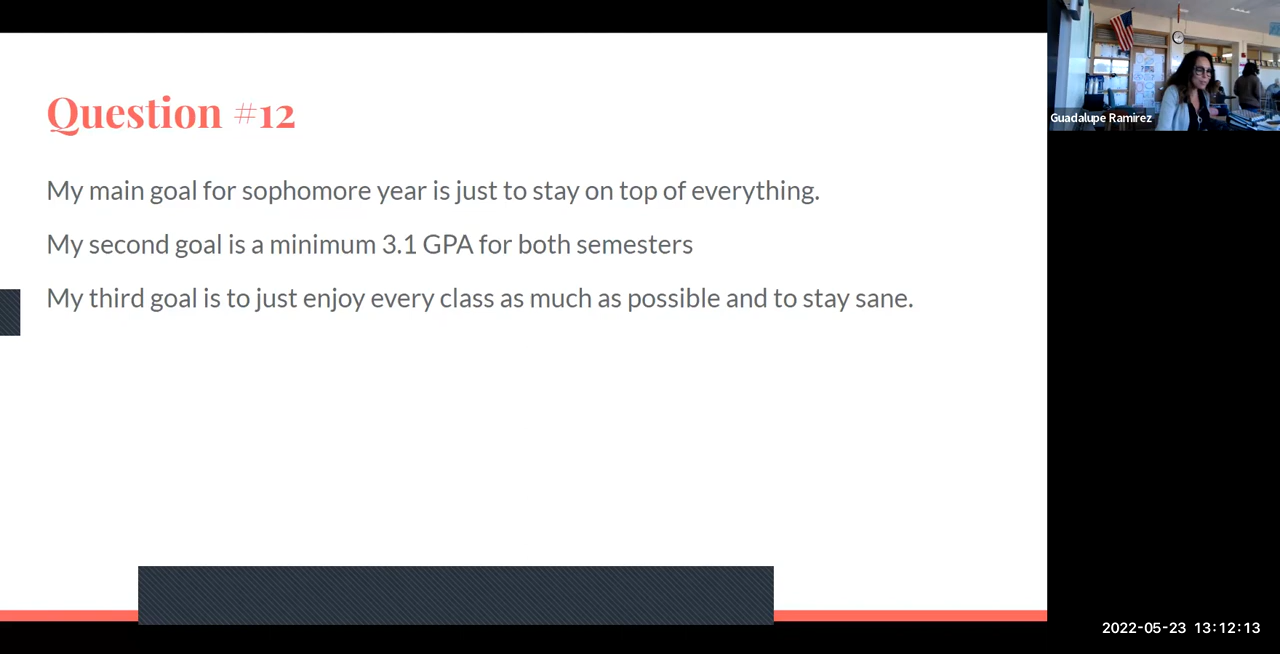 Question #12
My main goal for sophomore year is just to stay on top of everything.
My second goal is a minimum 3.1 GPA for both semesters
My third goal is to just enjoy every class as much as possible and to stay sane.
Guadalupe Ramirez
2022-05-23 13:12:13